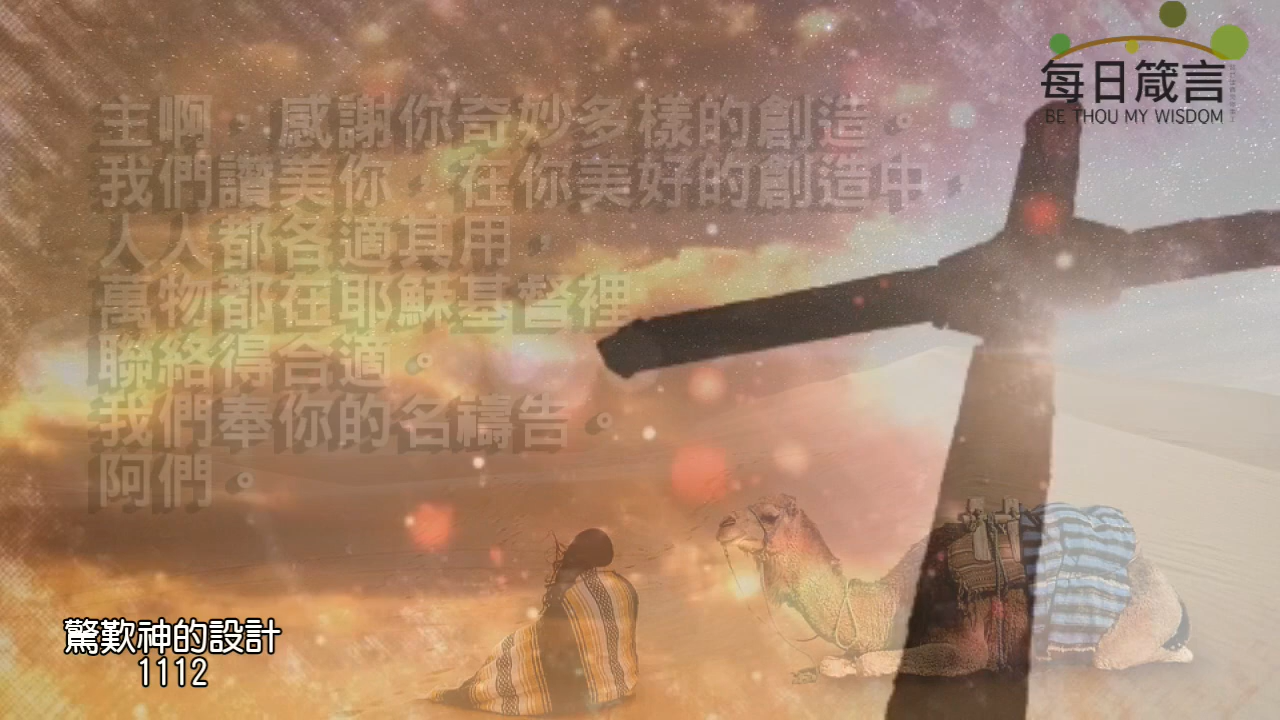 每日箴言
BE THOU MY WISDOM
主啊，感謝你奇妙多樣的創造。
我們讚美你，在你美好的創造中，
人人都各適其用，
萬物都在耶穌基督裡
聯絡得合適。
我們奉你的名禱告。
阿們。
驚歎神的設計
1112